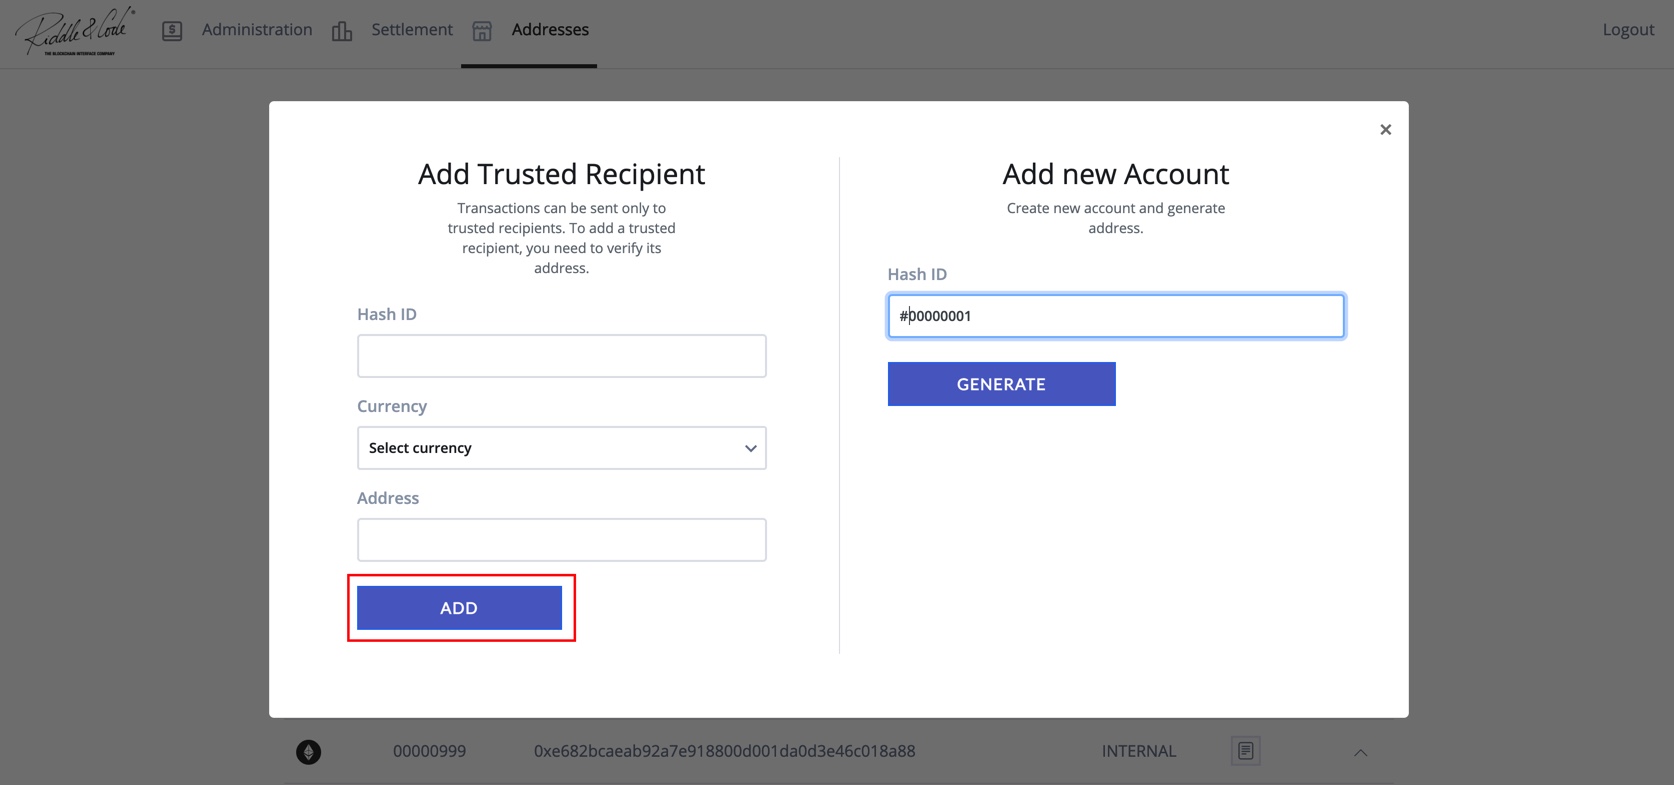 Riddle & Code
THE BLOCKCHAIN INTERFACE COMPANY
Administration
Settlement
Addresses
Logout
×
Add Trusted Recipient
Transactions can be sent only to
trusted recipients. To add a trusted
recipient, you need to verify its
address.
Hash ID
Currency
Select currency
Address
ADD
Add new Account
Create new account and generate
address.
Hash ID
#00000001
GENERATE
00000999 0xe682bcaeab92a7e918800d001da0d3e46c018a88 INTERNAL